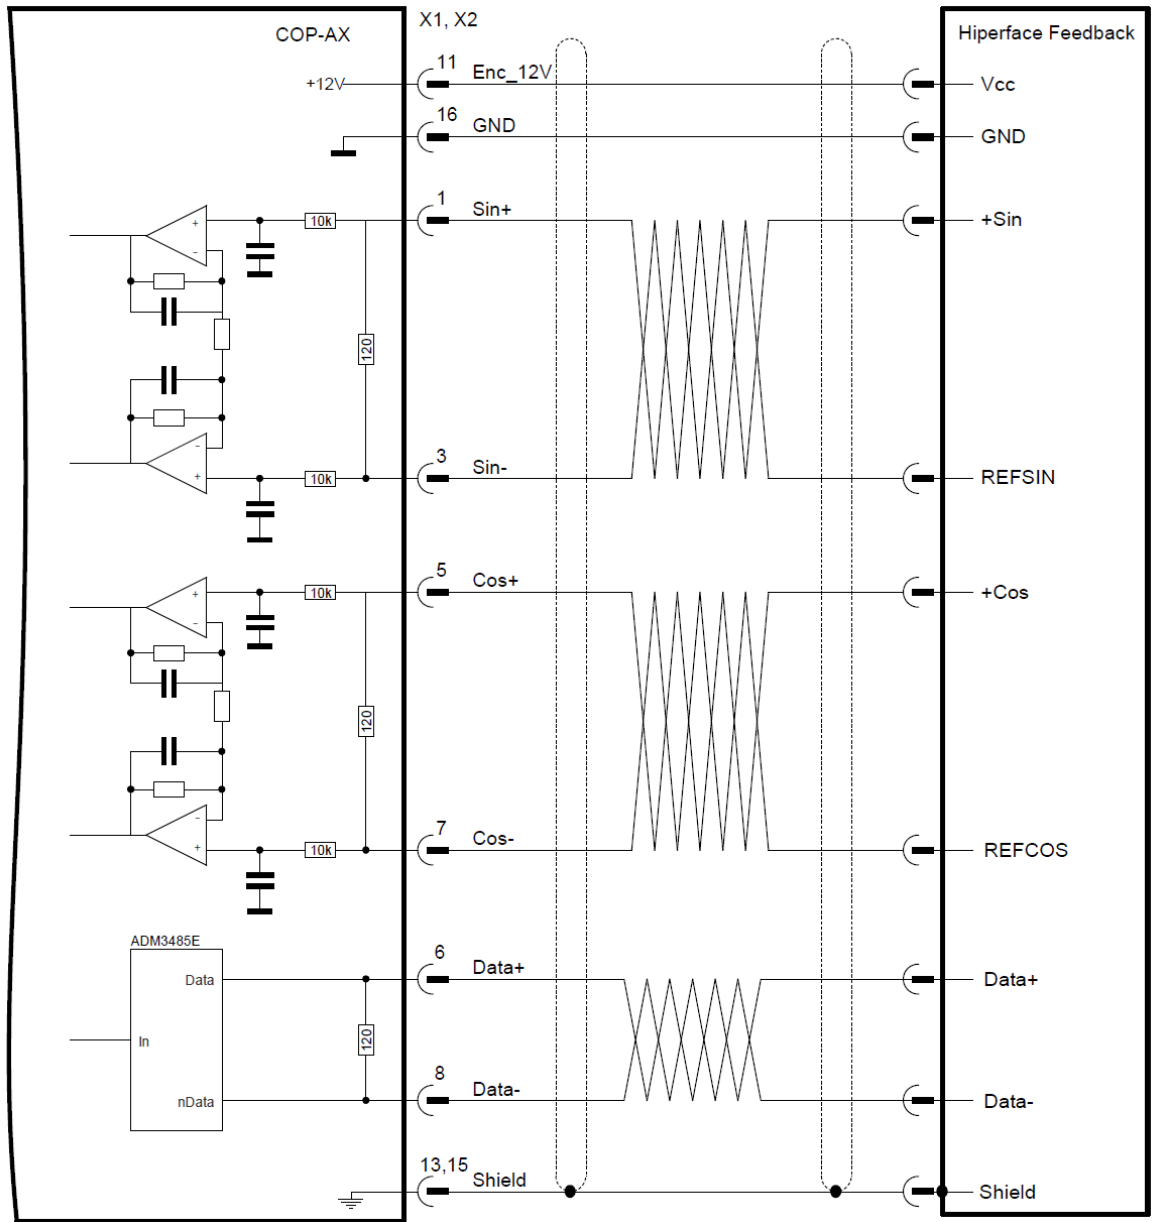 COP-AX
X1, X2
Hiperface Feedback
+12V
11
Enc_12V
Vcc
16
GND
GND
1
Sin+
+
10k
+Sin
-
120
3
Sin-
-
+
10k
REFSIN
5
Cos+
+
10k
+Cos
-
120
7
Cos-
-
+
10k
REFCOS
ADM3485E
6
Data+
Data
Data+
In
120
8
Data-
nData
Data-
13,15
Shield
Shield